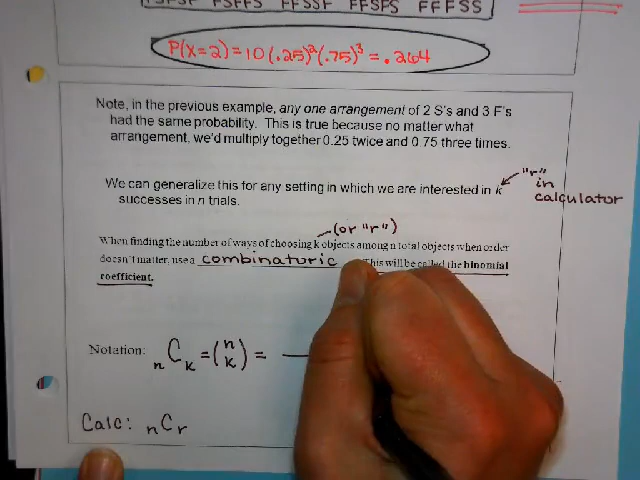 FSFSF FSFFS FFSSF FFSFS FFFSS
P(X=2) = 10 (.25)² (.75)³ = .264
Note, in the previous example, any one arrangement of 2 S's and 3 F's
had the same probability. This is true because no matter what
arrangement, we'd multiply together 0.25 twice and 0.75 three times.
"r"
in
calculator
We can generalize this for any setting in which we are interested in k
successes in n trials.
(or "r")
When finding the number of ways of choosing k objects among n total objects when order
doesn't matter, use a combinatoric This will be called the binomial
coefficient.
Notation: nCk = (n k) =
Calc: nCr